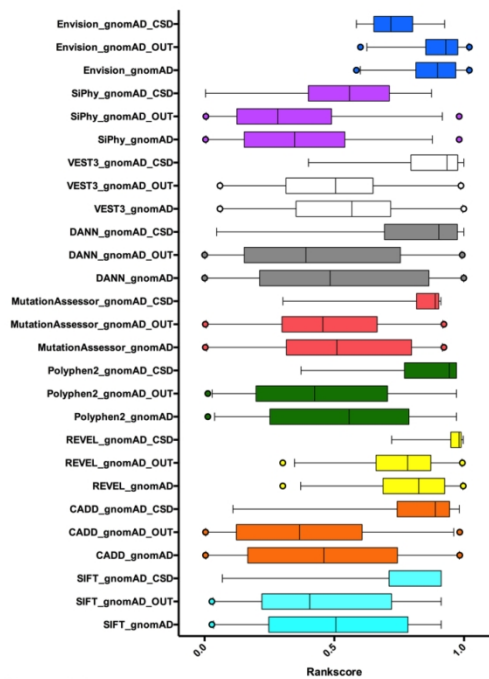 Envision_gnomAD_CSD
Envision_gnomAD_OUT
Envision_gnomAD
SiPhy_gnomAD_CSD
SiPhy_gnomAD_OUT
SiPhy_gnomAD
VEST3_gnomAD_CSD
VEST3_gnomAD_OUT
VEST3_gnomAD
DANN_gnomAD_CSD
DANN_gnomAD_OUT
DANN_gnomAD
MutationAssessor_gnomAD_CSD
MutationAssessor_gnomAD_OUT
MutationAssessor_gnomAD
Polyphen2_gnomAD_CSD
Polyphen2_gnomAD_OUT
Polyphen2_gnomAD
REVEL_gnomAD_CSD
REVEL_gnomAD_OUT
REVEL_gnomAD
CADD_gnomAD_CSD
CADD_gnomAD_OUT
CADD_gnomAD
SIFT_gnomAD_CSD
SIFT_gnomAD_OUT
SIFT_gnomAD
0.0 0.5 1.0
Rankscore